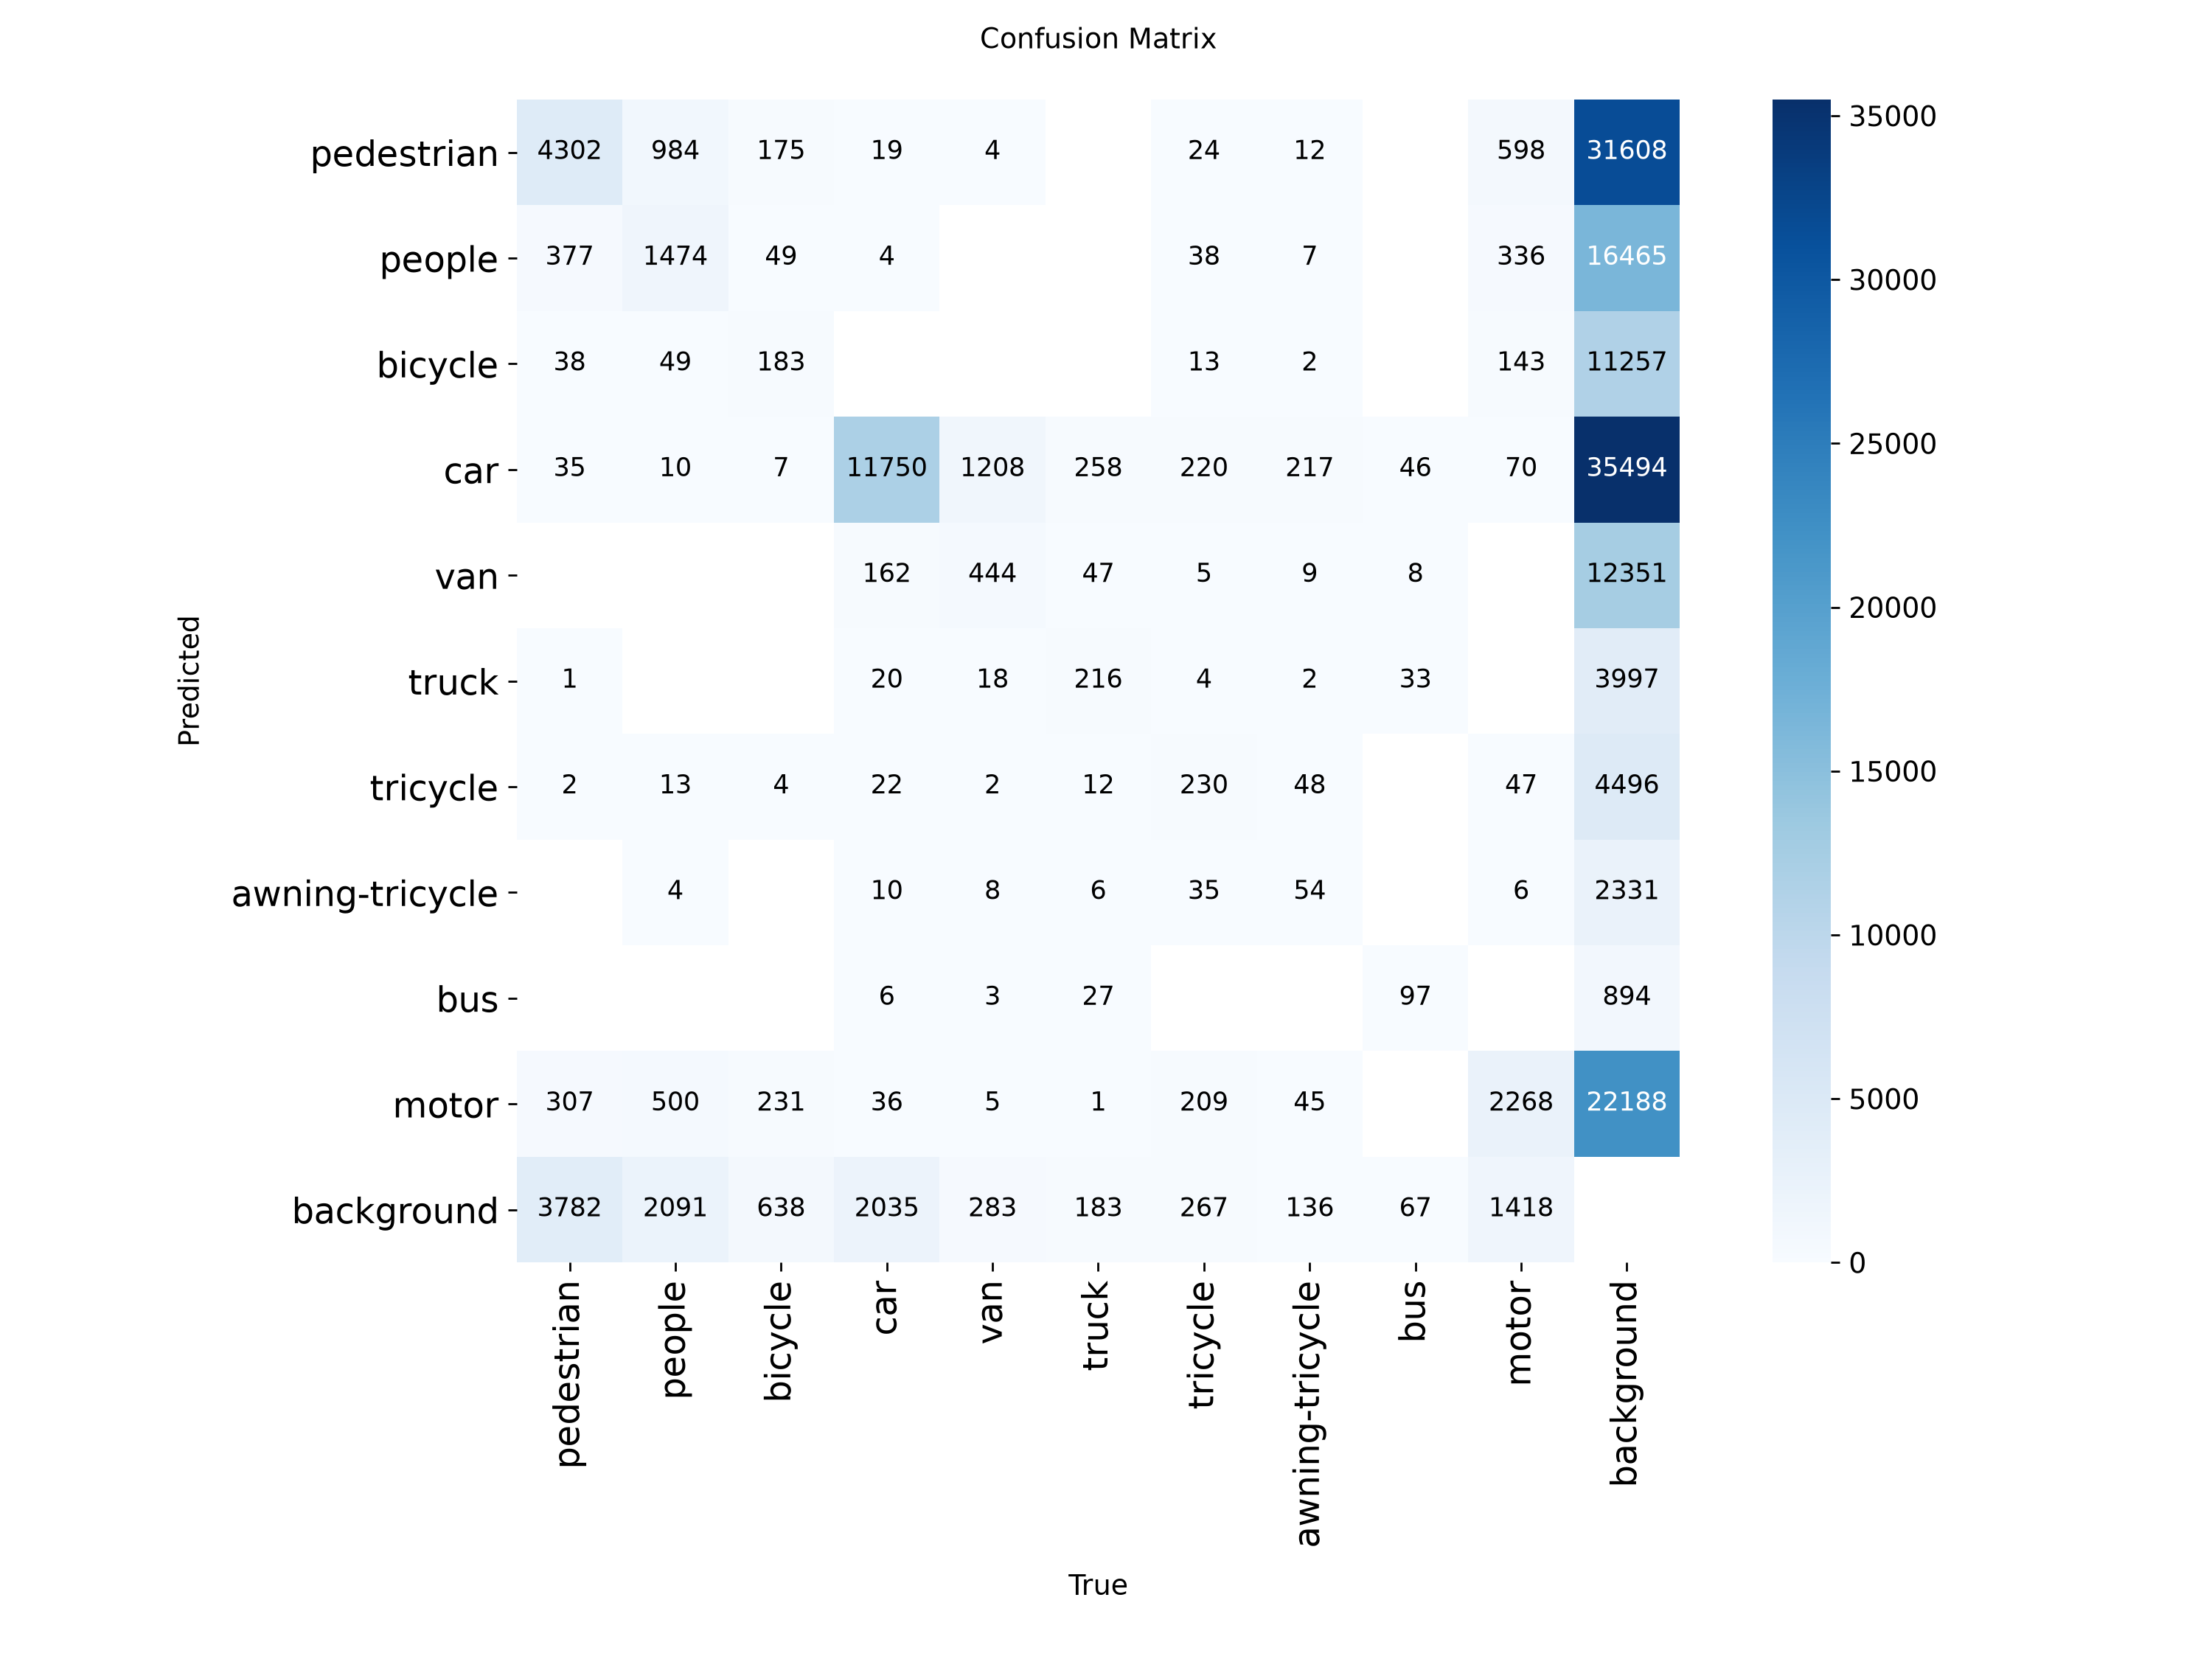 Confusion Matrix
pedestrian 4302 984 175 19 4 24 12 598 31608
people 377 1474 49 4 38 7 336 16465
bicycle 38 49 183 13 2 143 11257
car 35 10 7 11750 1208 258 220 217 46 70 35494
van 162 444 47 5 9 8 12351
truck 1 20 18 216 4 2 33 3997
tricycle 2 13 4 22 2 12 230 48 47 4496
awning-tricycle 4 10 8 6 35 54 6 2331
bus 6 3 27 97 894
motor 307 500 231 36 5 1 209 45 2268 22188
background 3782 2091 638 2035 283 183 267 136 67 1418
pedestrian people bicycle car van truck tricycle awning-tricycle bus motor background
True
Predicted
35000
30000
25000
20000
15000
10000
5000
0